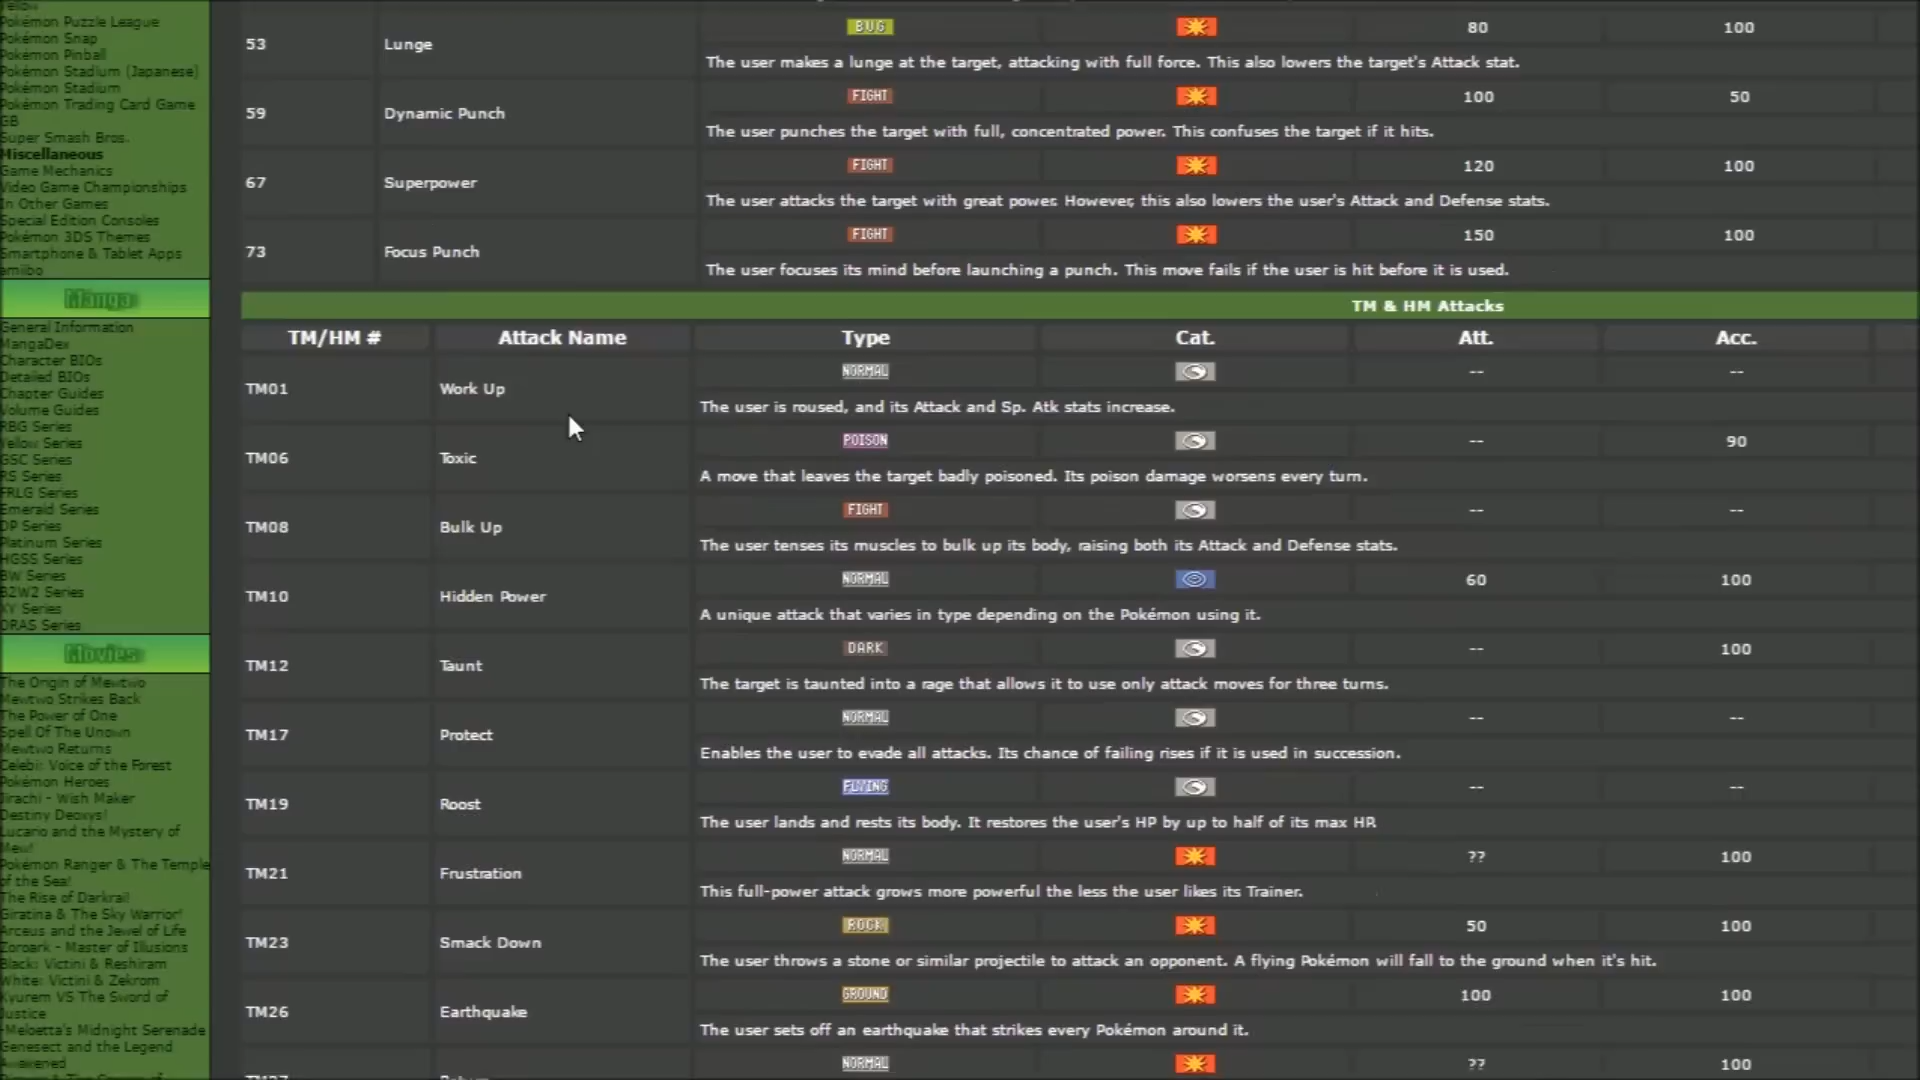 Yellow
Pokémon Puzzle League
Pokémon Snap
Pokémon Pinball
Pokémon Stadium (Japanese)
Pokémon Stadium
Pokémon Trading Card Game
GB
Super Smash Bros.
Miscellaneous
Game Mechanics
Video Game Championships
In Other Games
Special Edition Consoles
Pokémon 3DS Themes
Smartphone & Tablet Apps
amiibo
Manga
General Information
MangaDex
Character BIOs
Detailed BIOs
Chapter Guides
Volume Guides
RBG Series
Yellow Series
GSC Series
RS Series
FRLG Series
Emerald Series
DP Series
Platinum Series
HGSS Series
BW Series
B2W2 Series
XY Series
ORAS Series
Movies
The Origin of Mewtwo
Mewtwo Strikes Back
The Power of One
Spell Of The Unown
Mewtwo Returns
Celebi: Voice of the Forest
Pokémon Heroes
Jirachi - Wish Maker
Destiny Deoxys!
Lucario and the Mystery of
Mew!
Pokémon Ranger & The Temple
of the Sea!
The Rise of Darkrai!
Giratina & The Sky Warrior!
Arceus and the Jewel of Life
Zoroark - Master of Illusions
Black: Victini & Reshiram
White: Victini & Zekrom
Kyurem VS The Sword of
Justice
-Meloetta's Midnight Serenade
Genesect and the Legend
Awakened
53 Lunge BUG 80 100
The user makes a lunge at the target, attacking with full force. This also lowers the target's Attack stat.
59 Dynamic Punch FIGHT 100 50
The user punches the target with full, concentrated power. This confuses the target if it hits.
67 Superpower FIGHT 120 100
The user attacks the target with great power. However, this also lowers the user's Attack and Defense stats.
73 Focus Punch FIGHT 150 100
The user focuses its mind before launching a punch. This move fails if the user is hit before it is used.
TM & HM Attacks
TM/HM # Attack Name Type Cat. Att. Acc.
TM01 Work Up NORMAL -- --
The user is roused, and its Attack and Sp. Atk stats increase.
TM06 Toxic POISON -- 90
A move that leaves the target badly poisoned. Its poison damage worsens every turn.
TM08 Bulk Up FIGHT -- --
The user tenses its muscles to bulk up its body, raising both its Attack and Defense stats.
TM10 Hidden Power NORMAL 60 100
A unique attack that varies in type depending on the Pokémon using it.
TM12 Taunt DARK -- 100
The target is taunted into a rage that allows it to use only attack moves for three turns.
TM17 Protect NORMAL -- --
Enables the user to evade all attacks. Its chance of failing rises if it is used in succession.
TM19 Roost FLYING -- --
The user lands and rests its body. It restores the user's HP by up to half of its max HP.
TM21 Frustration NORMAL ?? 100
This full-power attack grows more powerful the less the user likes its Trainer.
TM23 Smack Down ROCK 50 100
The user throws a stone or similar projectile to attack an opponent. A flying Pokémon will fall to the ground when it's hit.
TM26 Earthquake GROUND 100 100
The user sets off an earthquake that strikes every Pokémon around it.
NORMAL ?? 100